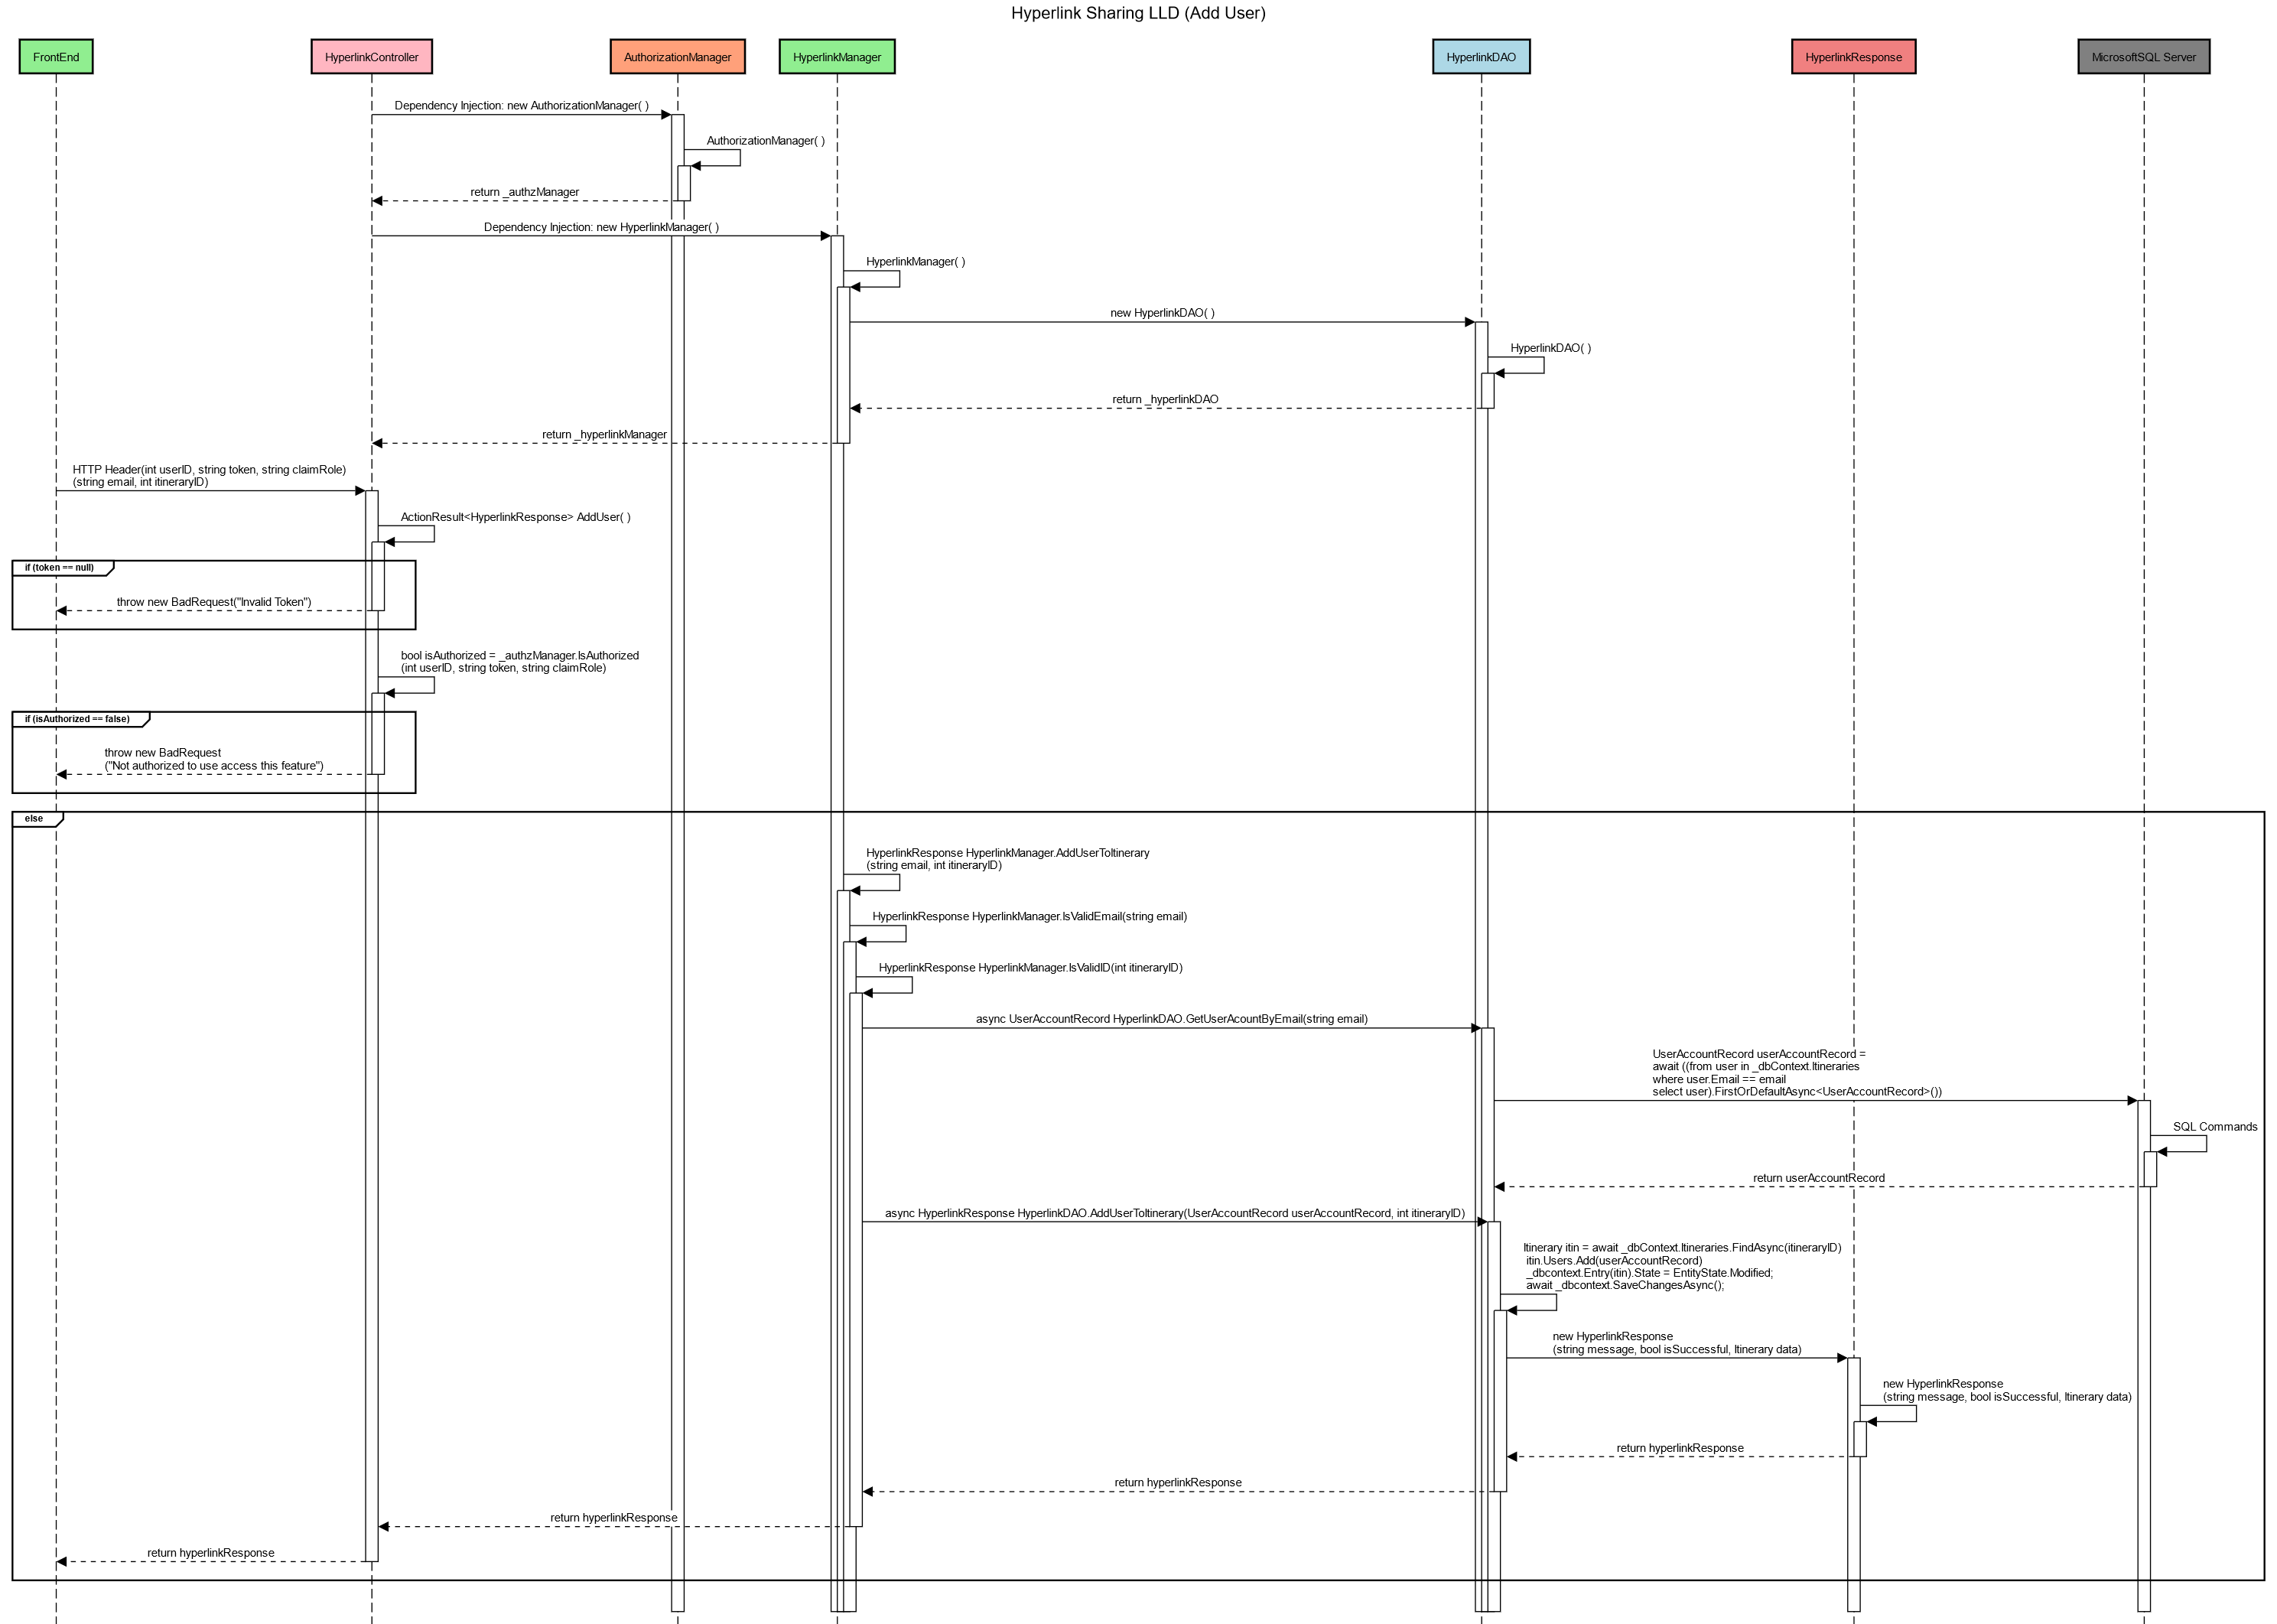 Hyperlink Sharing LLD (Add User)
FrontEnd
HyperlinkController
AuthorizationManager
HyperlinkManager
HyperlinkDAO
HyperlinkResponse
MicrosoftSQL Server
Dependency Injection: new AuthorizationManager( )
AuthorizationManager( )
return _authzManager
Dependency Injection: new HyperlinkManager( )
HyperlinkManager( )
new HyperlinkDAO( )
HyperlinkDAO( )
return _hyperlinkDAO
return _hyperlinkManager
HTTP Header(int userID, string token, string claimRole)
(string email, int itineraryID)
ActionResult<HyperlinkResponse> AddUser( )
if (token == null)
throw new BadRequest("Invalid Token")
bool isAuthorized = _authzManager.IsAuthorized
(int userID, string token, string claimRole)
if (isAuthorized == false)
throw new BadRequest
("Not authorized to use access this feature")
else
HyperlinkResponse HyperlinkManager.AddUserToItinerary
(string email, int itineraryID)
HyperlinkResponse HyperlinkManager.IsValidEmail(string email)
HyperlinkResponse HyperlinkManager.IsValidID(int itineraryID)
async UserAccountRecord HyperlinkDAO.GetUserAcountByEmail(string email)
UserAccountRecord userAccountRecord =
await ((from user in _dbContext.Itineraries
where user.Email == email
select user).FirstOrDefaultAsync<UserAccountRecord>())
SQL Commands
return userAccountRecord
async HyperlinkResponse HyperlinkDAO.AddUserToItinerary(UserAccountRecord userAccountRecord, int itineraryID)
Itinerary itin = await _dbContext.Itineraries.FindAsync(itineraryID)
itin.Users.Add(userAccountRecord)
_dbcontext.Entry(itin).State = EntityState.Modified;
await _dbcontext.SaveChangesAsync();
new HyperlinkResponse
(string message, bool isSuccessful, Itinerary data)
new HyperlinkResponse
(string message, bool isSuccessful, Itinerary data)
return hyperlinkResponse
return hyperlinkResponse
return hyperlinkResponse
return hyperlinkResponse